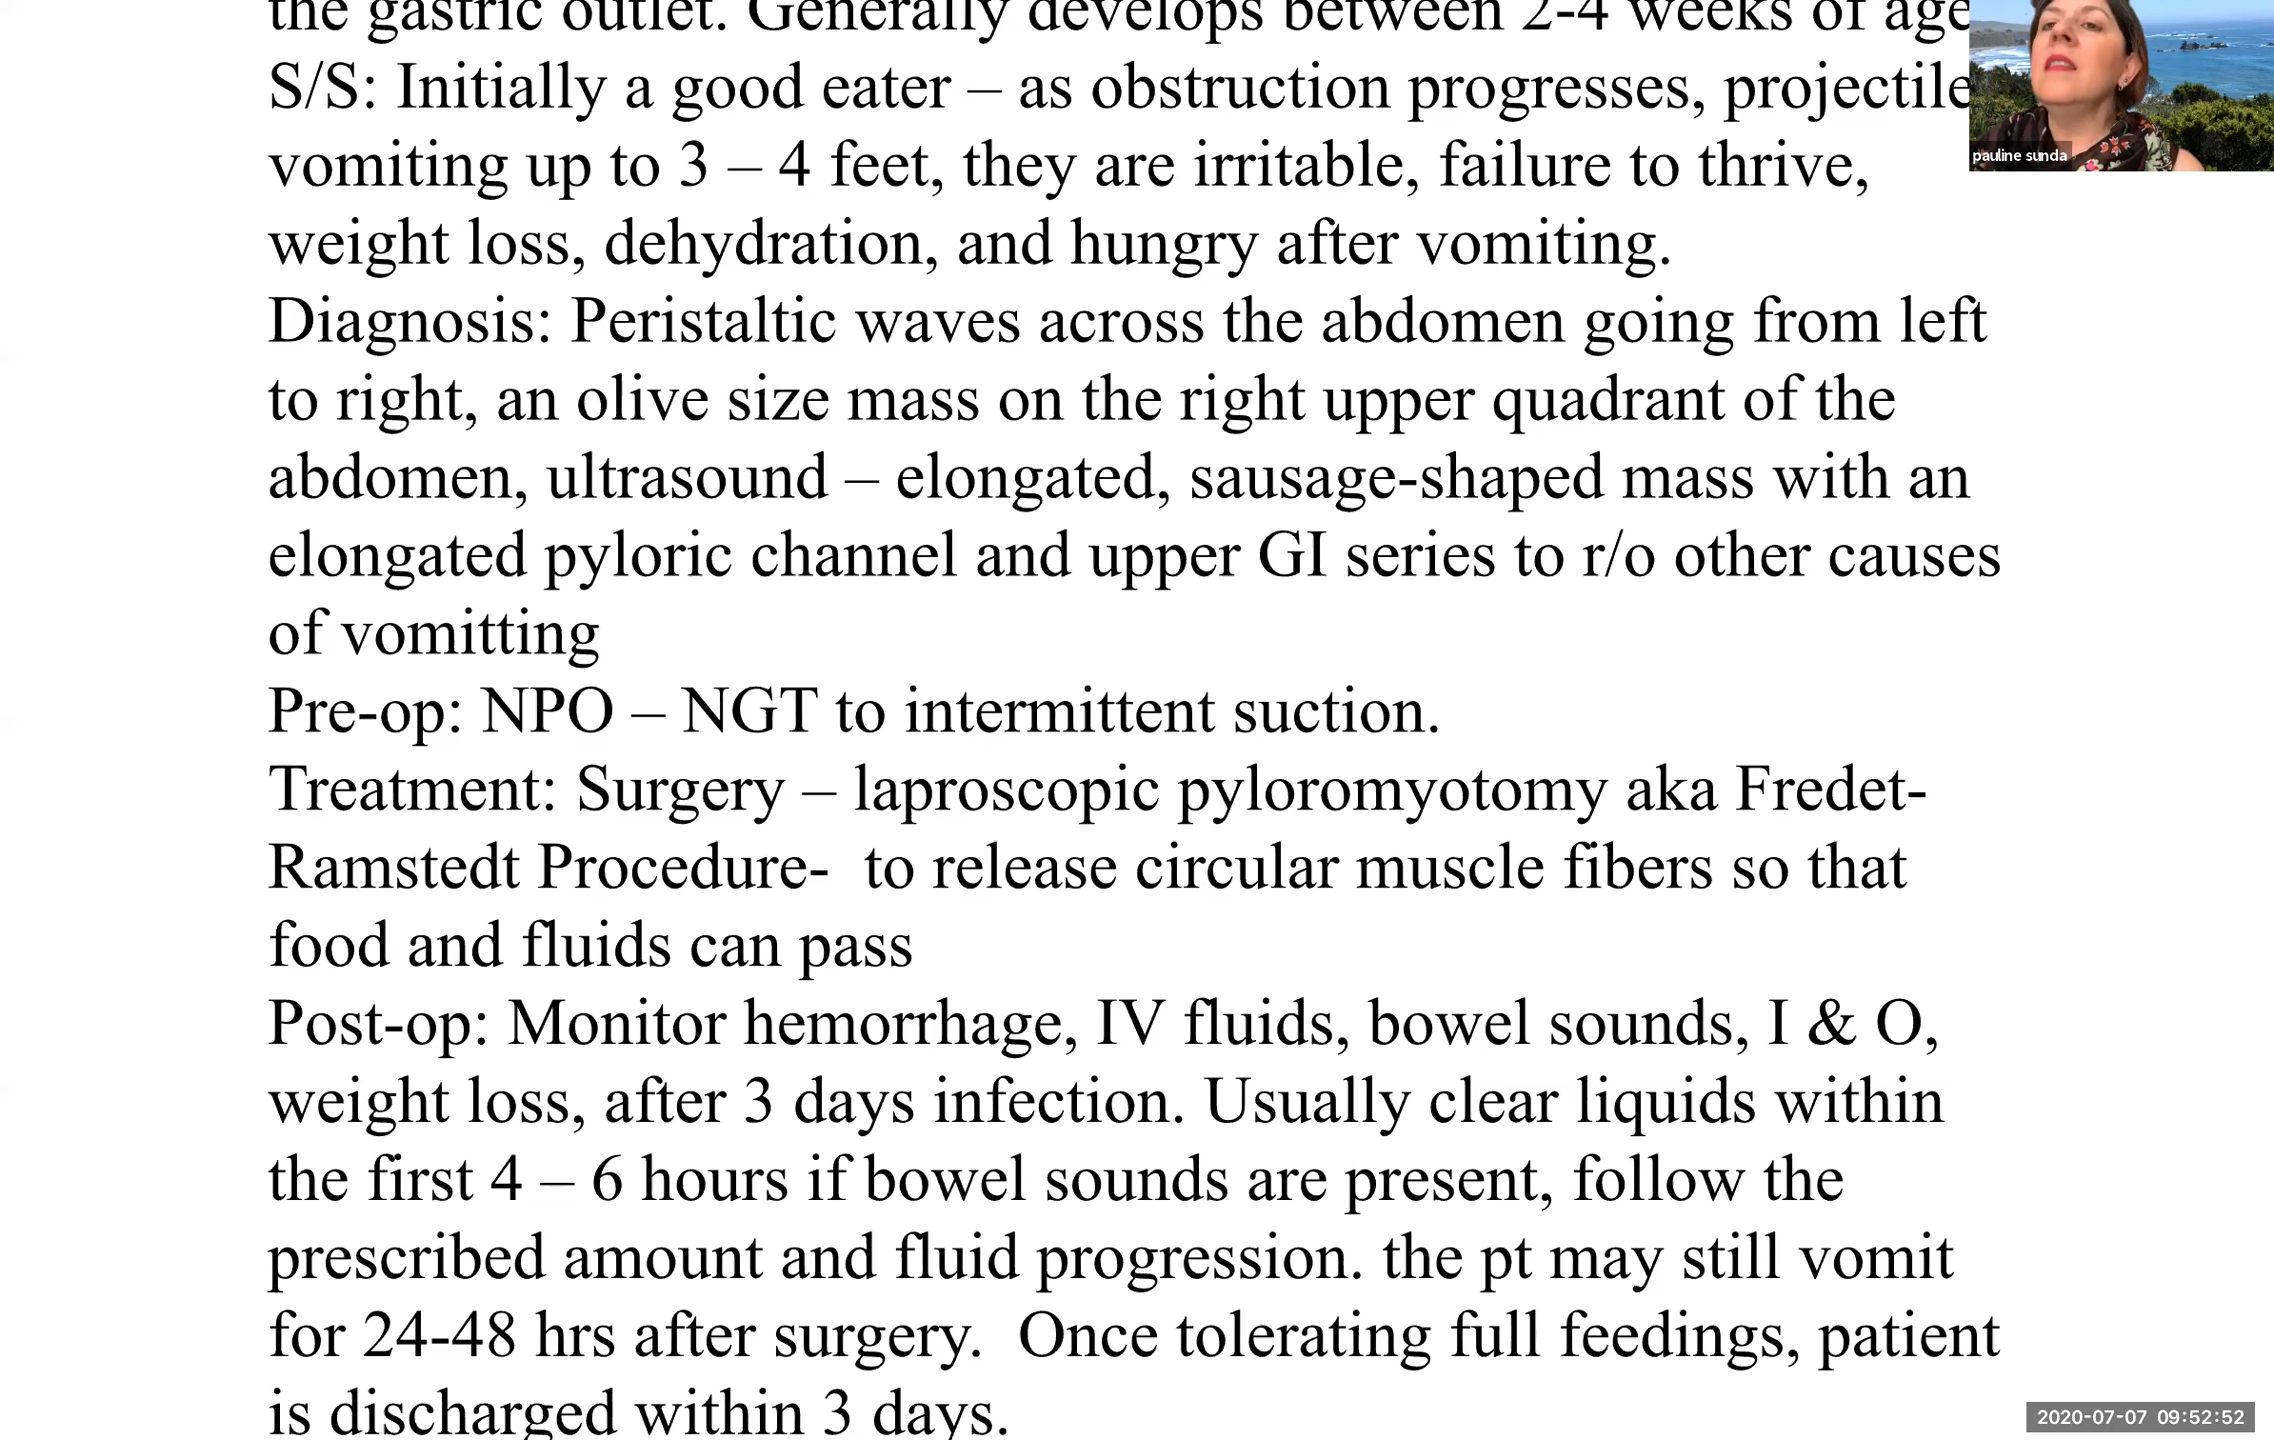 the gastric outlet. Generally develops between 2-4 weeks of age
S/S: Initially a good eater – as obstruction progresses, projectile
pauline sunda
vomiting up to 3 – 4 feet, they are irritable, failure to thrive,
weight loss, dehydration, and hungry after vomiting.
Diagnosis: Peristaltic waves across the abdomen going from left
to right, an olive size mass on the right upper quadrant of the
abdomen, ultrasound – elongated, sausage-shaped mass with an
elongated pyloric channel and upper GI series to r/o other causes
of vomitting
Pre-op: NPO – NGT to intermittent suction.
Treatment: Surgery – laproscopic pyloromyotomy aka Fredet-
Ramstedt Procedure-  to release circular muscle fibers so that
food and fluids can pass
Post-op: Monitor hemorrhage, IV fluids, bowel sounds, I & O,
weight loss, after 3 days infection. Usually clear liquids within
the first 4 – 6 hours if bowel sounds are present, follow the
prescribed amount and fluid progression. the pt may still vomit
for 24-48 hrs after surgery.  Once tolerating full feedings, patient
is discharged within 3 days.
2020-07-07 09:52:52